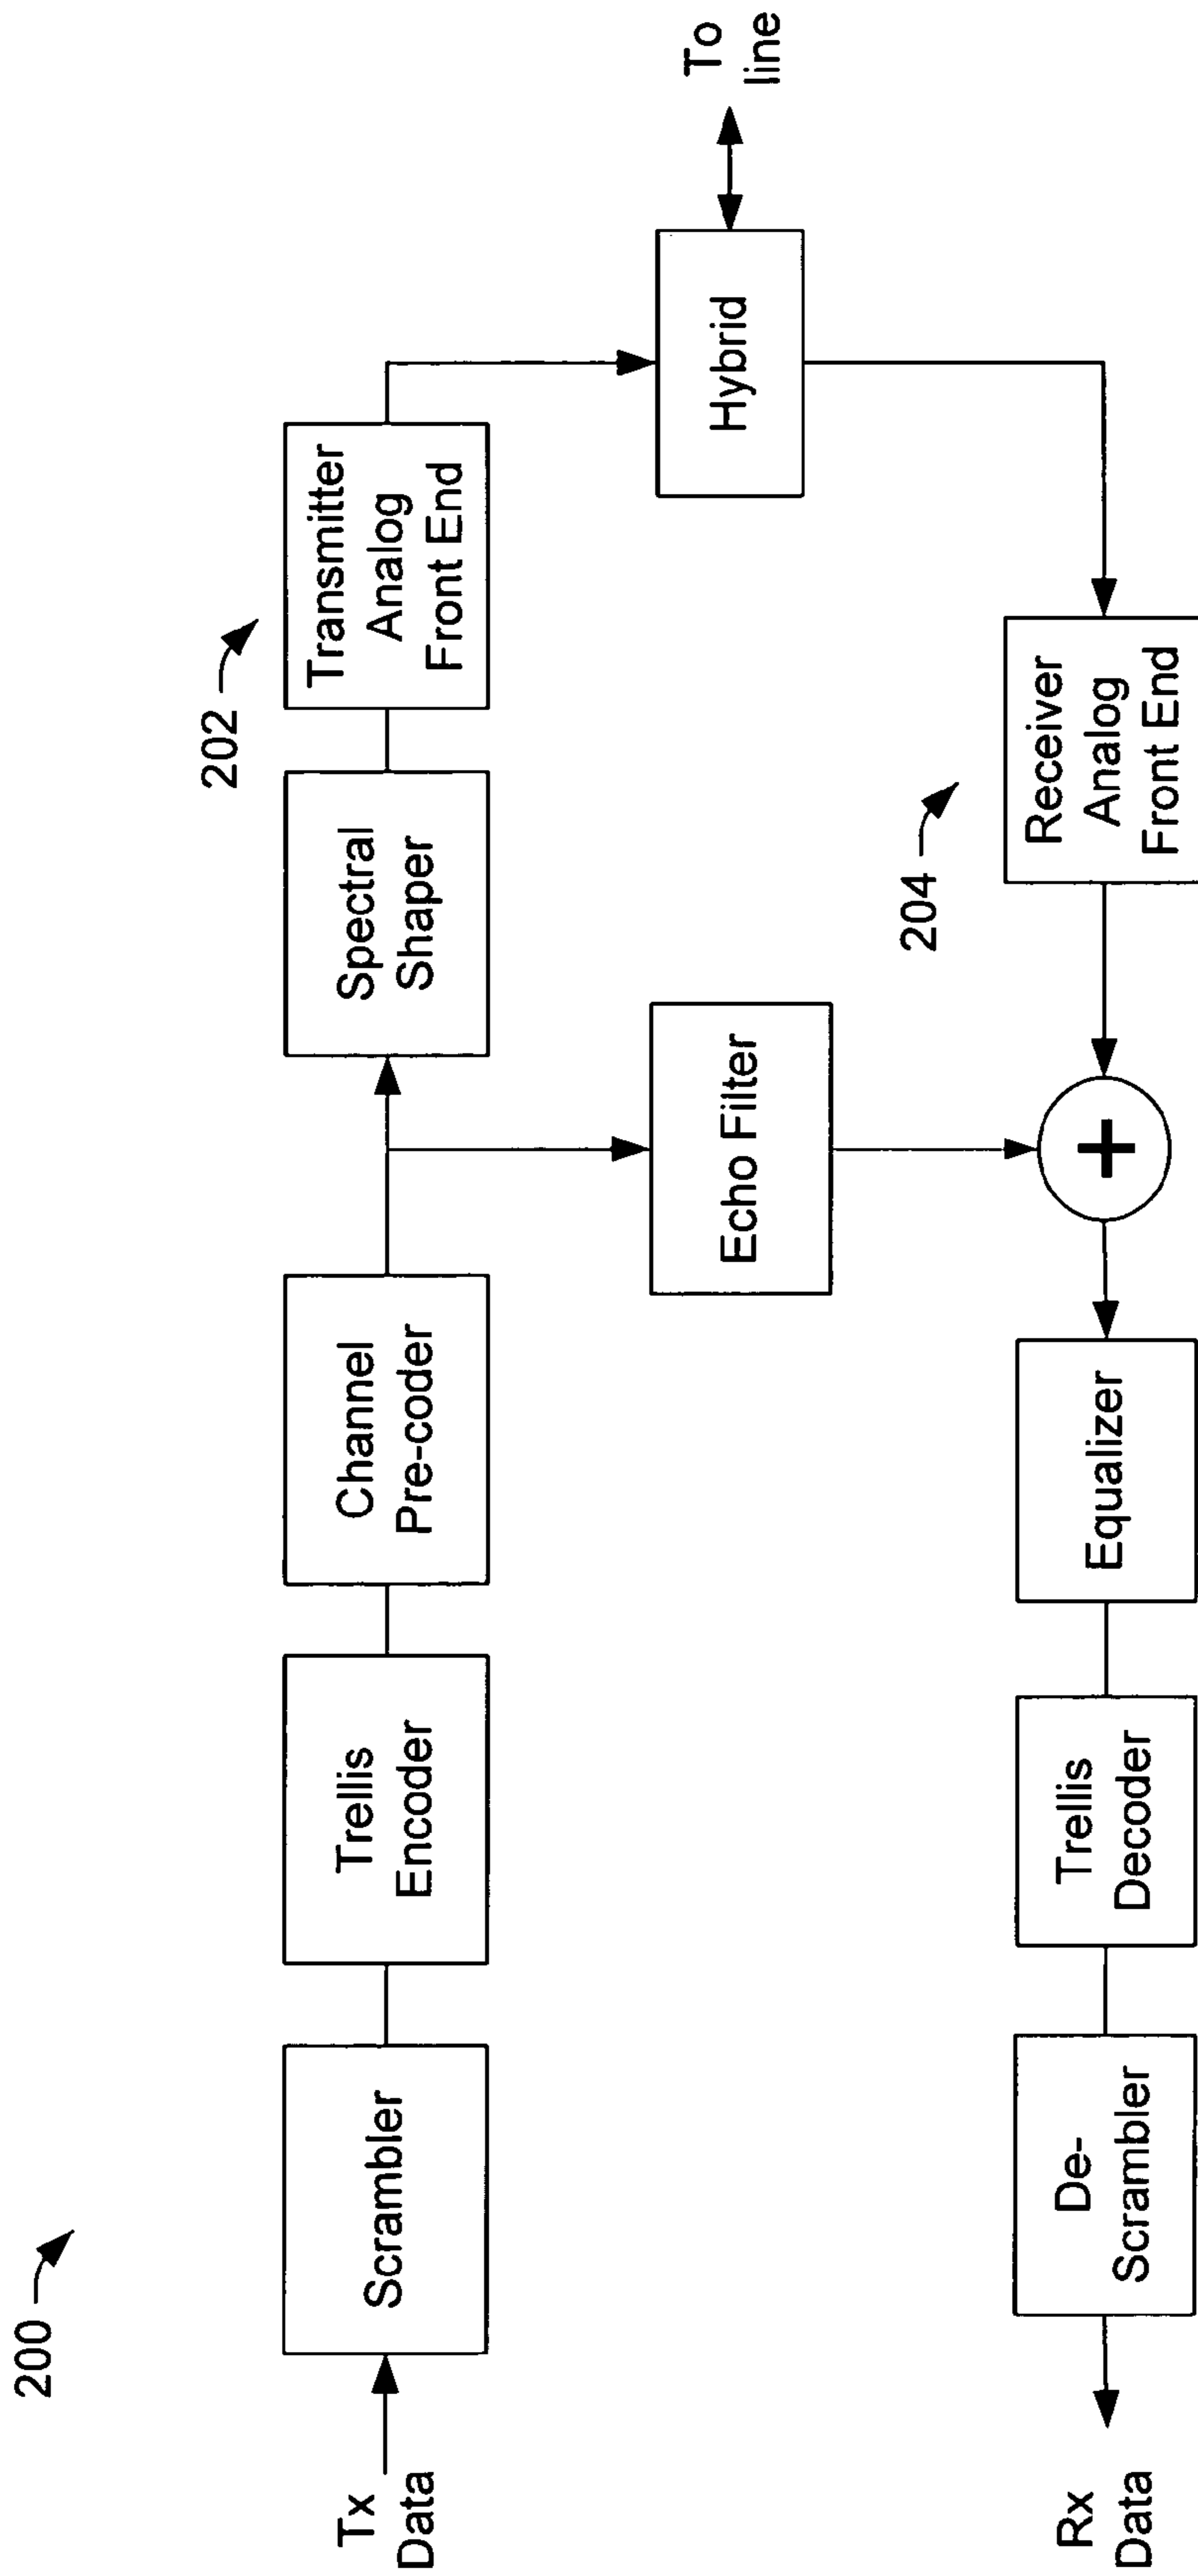 200
202
Tx
Data
Scrambler
Trellis
Encoder
Channel
Pre-coder
Spectral
Shaper
Transmitter
Analog
Front End
Echo Filter
Hybrid
To
line
204
Rx
Data
De-
Scrambler
Trellis
Decoder
Equalizer
+
Receiver
Analog
Front End